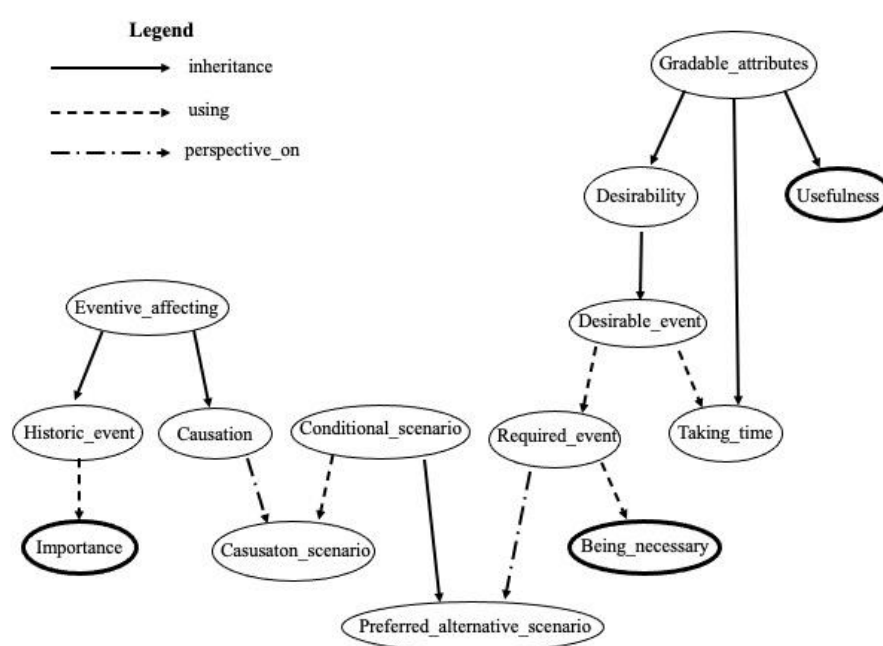 Legend
inheritance
using
perspective_on
Gradable_attributes
Desirability
Usefulness
Eventive_affecting
Desirable_event
Historic_event
Causation
Conditional_scenario
Required_event
Taking_time
Importance
Casusaton_scenario
Being_necessary
Preferred_alternative_scenario